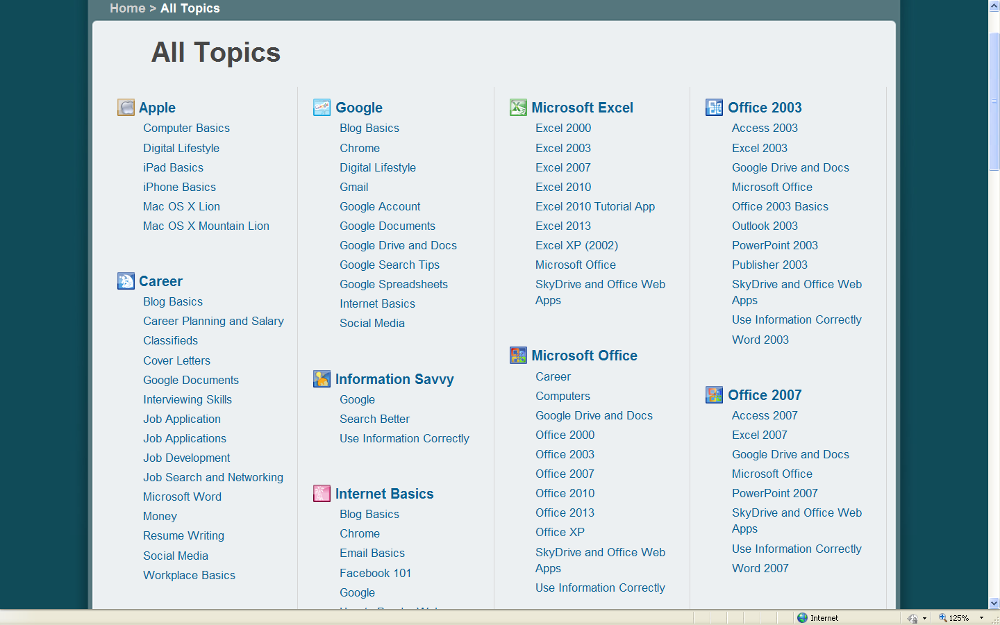 Home > All Topics
All Topics
Apple
Computer Basics
Digital Lifestyle
iPad Basics
iPhone Basics
Mac OS X Lion
Mac OS X Mountain Lion
Career
Blog Basics
Career Planning and Salary
Classifieds
Cover Letters
Google Documents
Interviewing Skills
Job Application
Job Applications
Job Development
Job Search and Networking
Microsoft Word
Money
Resume Writing
Social Media
Workplace Basics
Google
Blog Basics
Chrome
Digital Lifestyle
Gmail
Google Account
Google Documents
Google Drive and Docs
Google Search Tips
Google Spreadsheets
Internet Basics
Social Media
Information Savvy
Google
Search Better
Use Information Correctly
Internet Basics
Blog Basics
Chrome
Email Basics
Facebook 101
Google
Microsoft Excel
Excel 2000
Excel 2003
Excel 2007
Excel 2010
Excel 2010 Tutorial App
Excel 2013
Excel XP (2002)
Microsoft Office
SkyDrive and Office Web
Apps
Microsoft Office
Career
Computers
Google Drive and Docs
Office 2000
Office 2003
Office 2007
Office 2010
Office 2013
Office XP
SkyDrive and Office Web
Apps
Use Information Correctly
Office 2003
Access 2003
Excel 2003
Google Drive and Docs
Microsoft Office
Office 2003 Basics
Outlook 2003
PowerPoint 2003
Publisher 2003
SkyDrive and Office Web
Apps
Use Information Correctly
Word 2003
Office 2007
Access 2007
Excel 2007
Google Drive and Docs
Microsoft Office
PowerPoint 2007
SkyDrive and Office Web
Apps
Use Information Correctly
Word 2007
Internet
125%